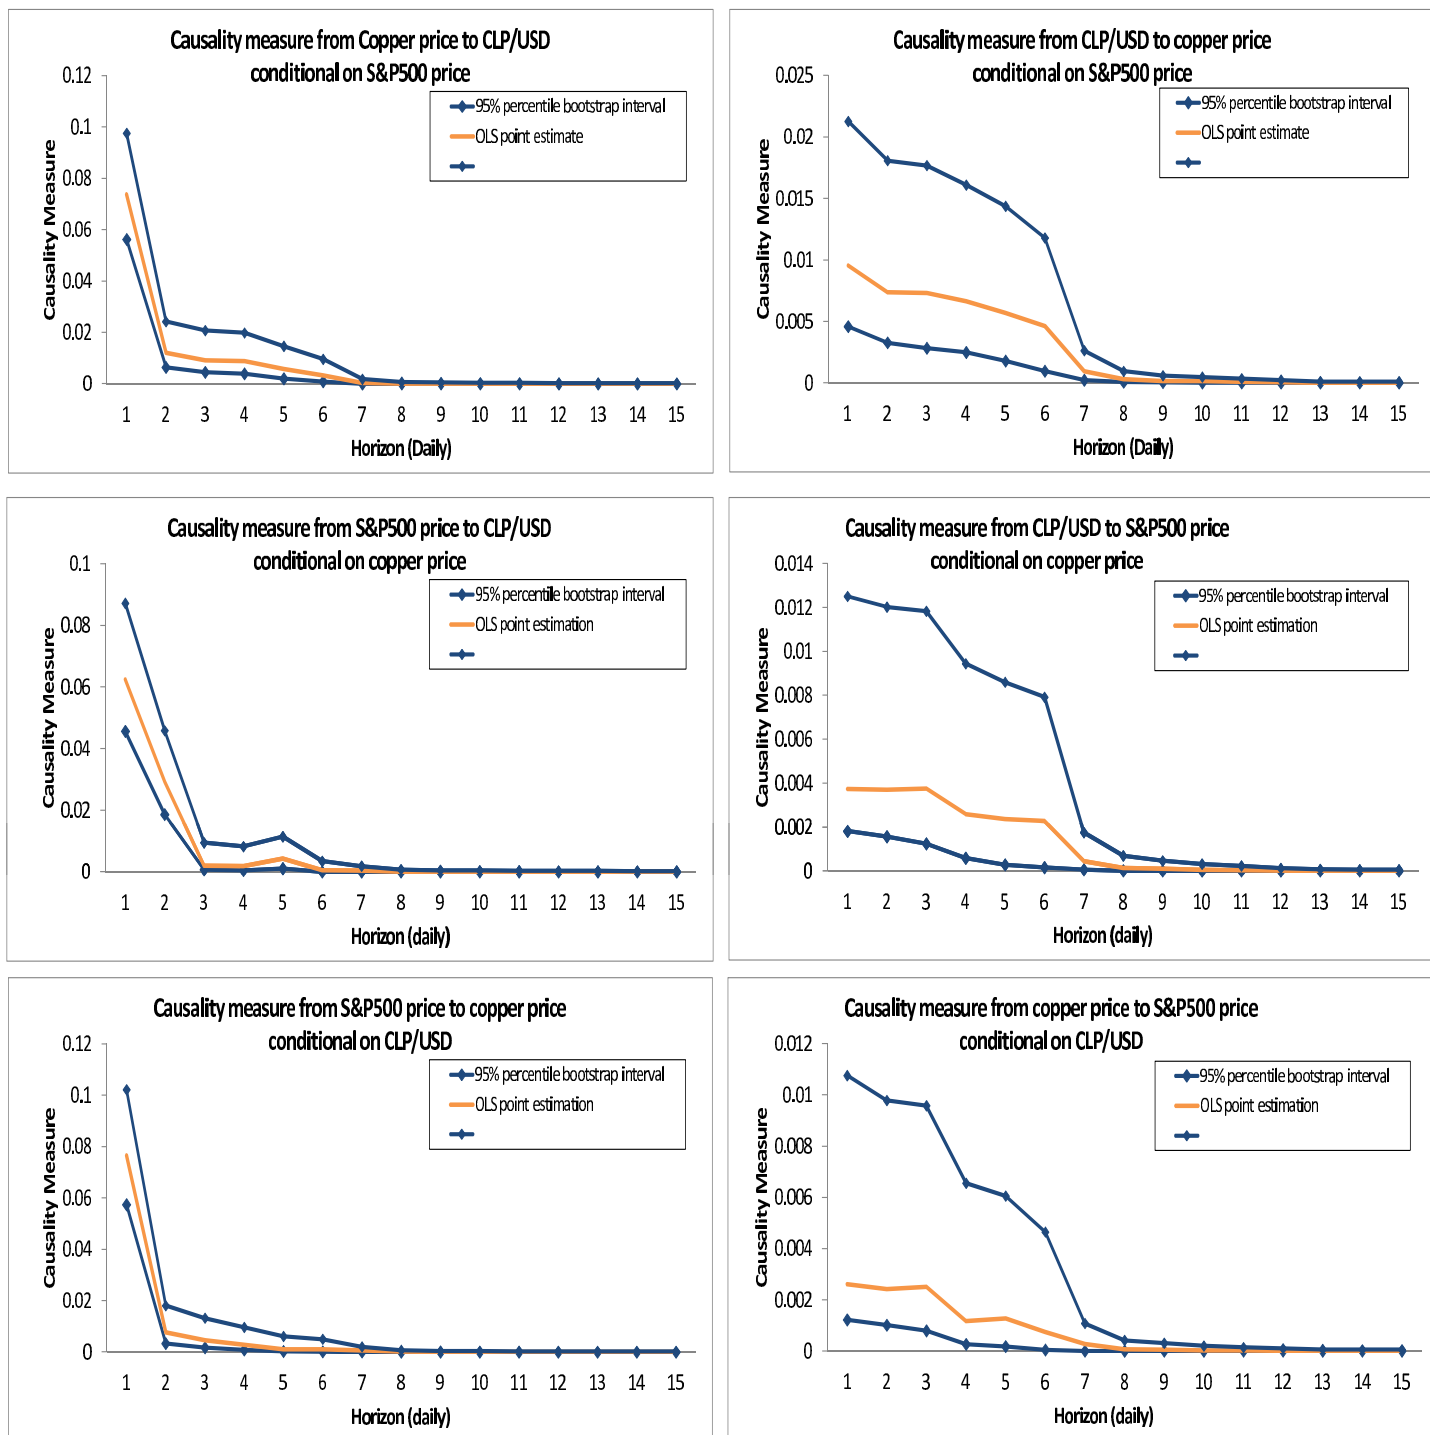 Causality measure from Copper price to CLP/USD
conditional on S&P500 price
0.12
0.1
0.08
0.06
0.04
0.02
0
Causality Measure
95% percentile bootstrap interval
OLS point estimate
1 2 3 4 5 6 7 8 9 10 11 12 13 14 15
Horizon (Daily)
Causality measure from CLP/USD to copper price
conditional on S&P500 price
0.025
0.02
0.015
0.01
0.005
0
Causality Measure
95% percentile bootstrap interval
OLS point estimate
1 2 3 4 5 6 7 8 9 10 11 12 13 14 15
Horizon (Daily)
Causality measure from S&P500 price to CLP/USD
conditional on copper price
0.1
0.08
0.06
0.04
0.02
0
Causality Measure
95% percentile bootstrap interval
OLS point estimation
1 2 3 4 5 6 7 8 9 10 11 12 13 14 15
Horizon (daily)
Causality measure from CLP/USD to S&P500 price
conditional on copper price
0.014
0.012
0.01
0.008
0.006
0.004
0.002
0
Causality Measure
95% percentile bootstrap interval
OLS point estimation
1 2 3 4 5 6 7 8 9 10 11 12 13 14 15
Horizon (daily)
Causality measure from S&P500 price to copper price
conditional on CLP/USD
0.12
0.1
0.08
0.06
0.04
0.02
0
Causality Measure
95% percentile bootstrap interval
OLS point estimation
1 2 3 4 5 6 7 8 9 10 11 12 13 14 15
Horizon (daily)
Causality measure from copper price to S&P500 price
conditional on CLP/USD
0.012
0.01
0.008
0.006
0.004
0.002
0
Causality Measure
95% percentile bootstrap interval
OLS point estimation
1 2 3 4 5 6 7 8 9 10 11 12 13 14 15
Horizon (daily)